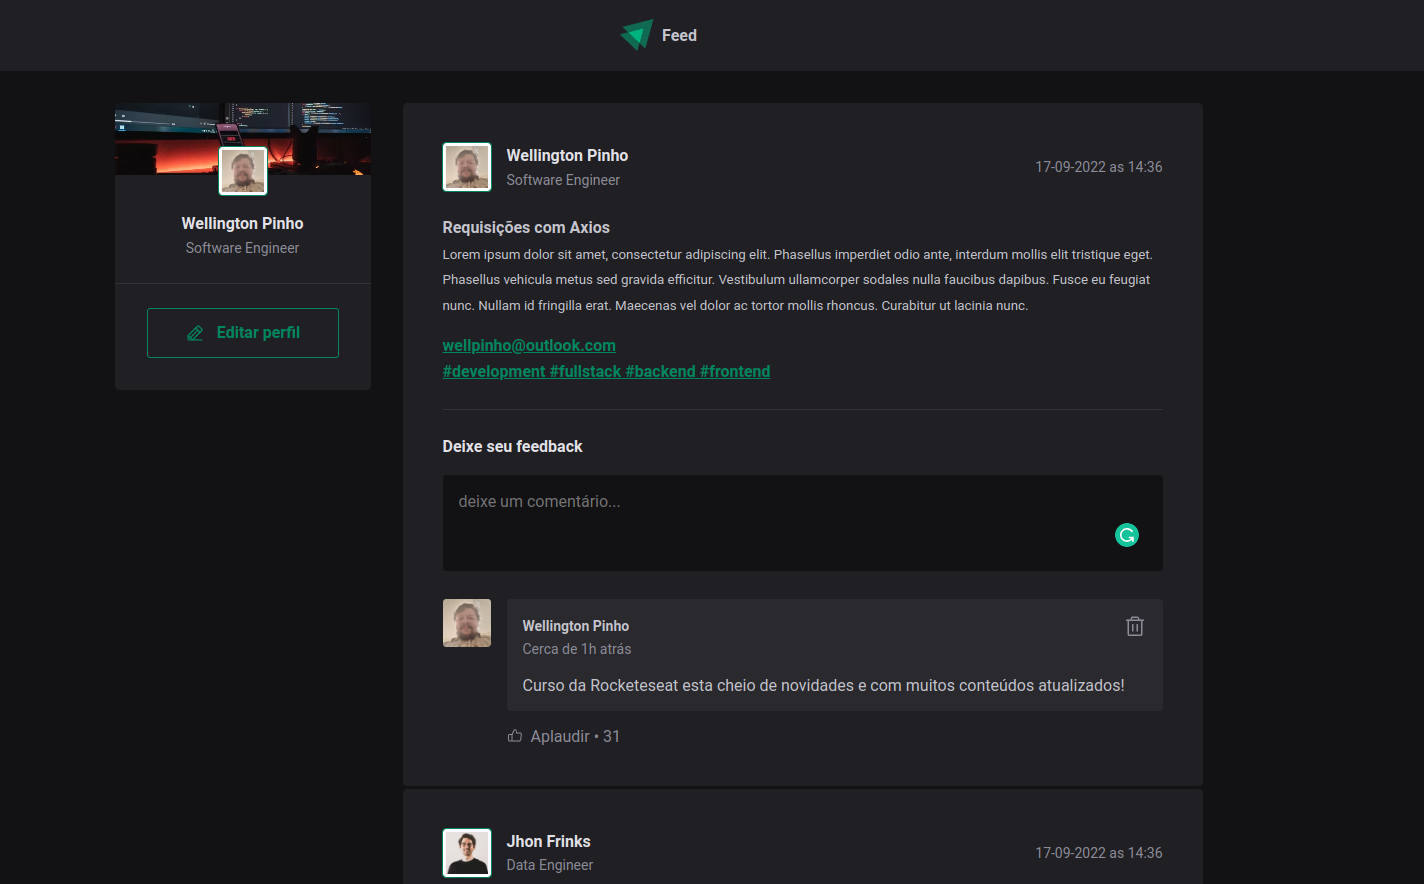 Feed
Wellington Pinho
Software Engineer
Editar perfil
Wellington Pinho
Software Engineer
17-09-2022 as 14:36
Requisições com Axios
Lorem ipsum dolor sit amet, consectetur adipiscing elit. Phasellus imperdiet odio ante, interdum mollis elit tristique eget.
Phasellus vehicula metus sed gravida efficitur. Vestibulum ullamcorper sodales nulla faucibus dapibus. Fusce eu feugiat
nunc. Nullam id fringilla erat. Maecenas vel dolor ac tortor mollis rhoncus. Curabitur ut lacinia nunc.
wellpinho@outlook.com
#development #fullstack #backend #frontend
Deixe seu feedback
deixe um comentário...
Wellington Pinho
Cerca de 1h atrás
Curso da Rocketeseat esta cheio de novidades e com muitos conteúdos atualizados!
Aplaudir • 31
Jhon Frinks
Data Engineer
17-09-2022 as 14:36